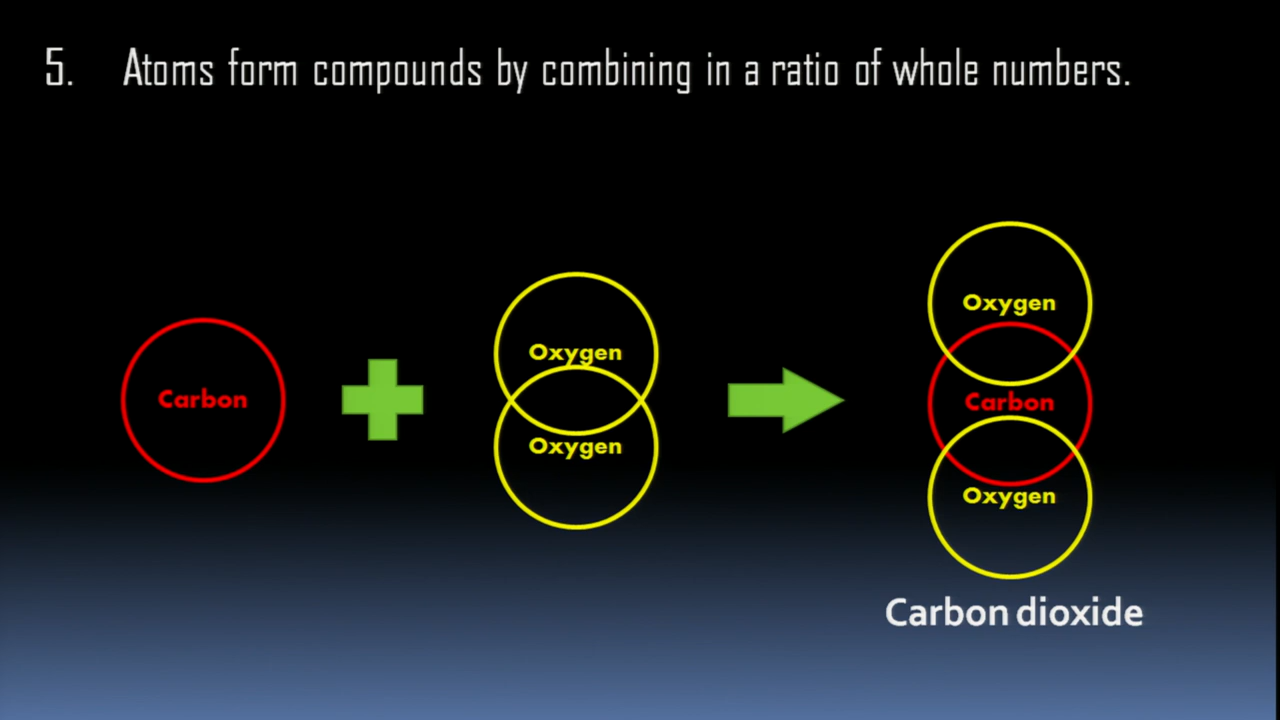 5. Atoms form compounds by combining in a ratio of whole numbers.
Carbon
Oxygen
Oxygen
Oxygen
Carbon
Oxygen
Carbon dioxide